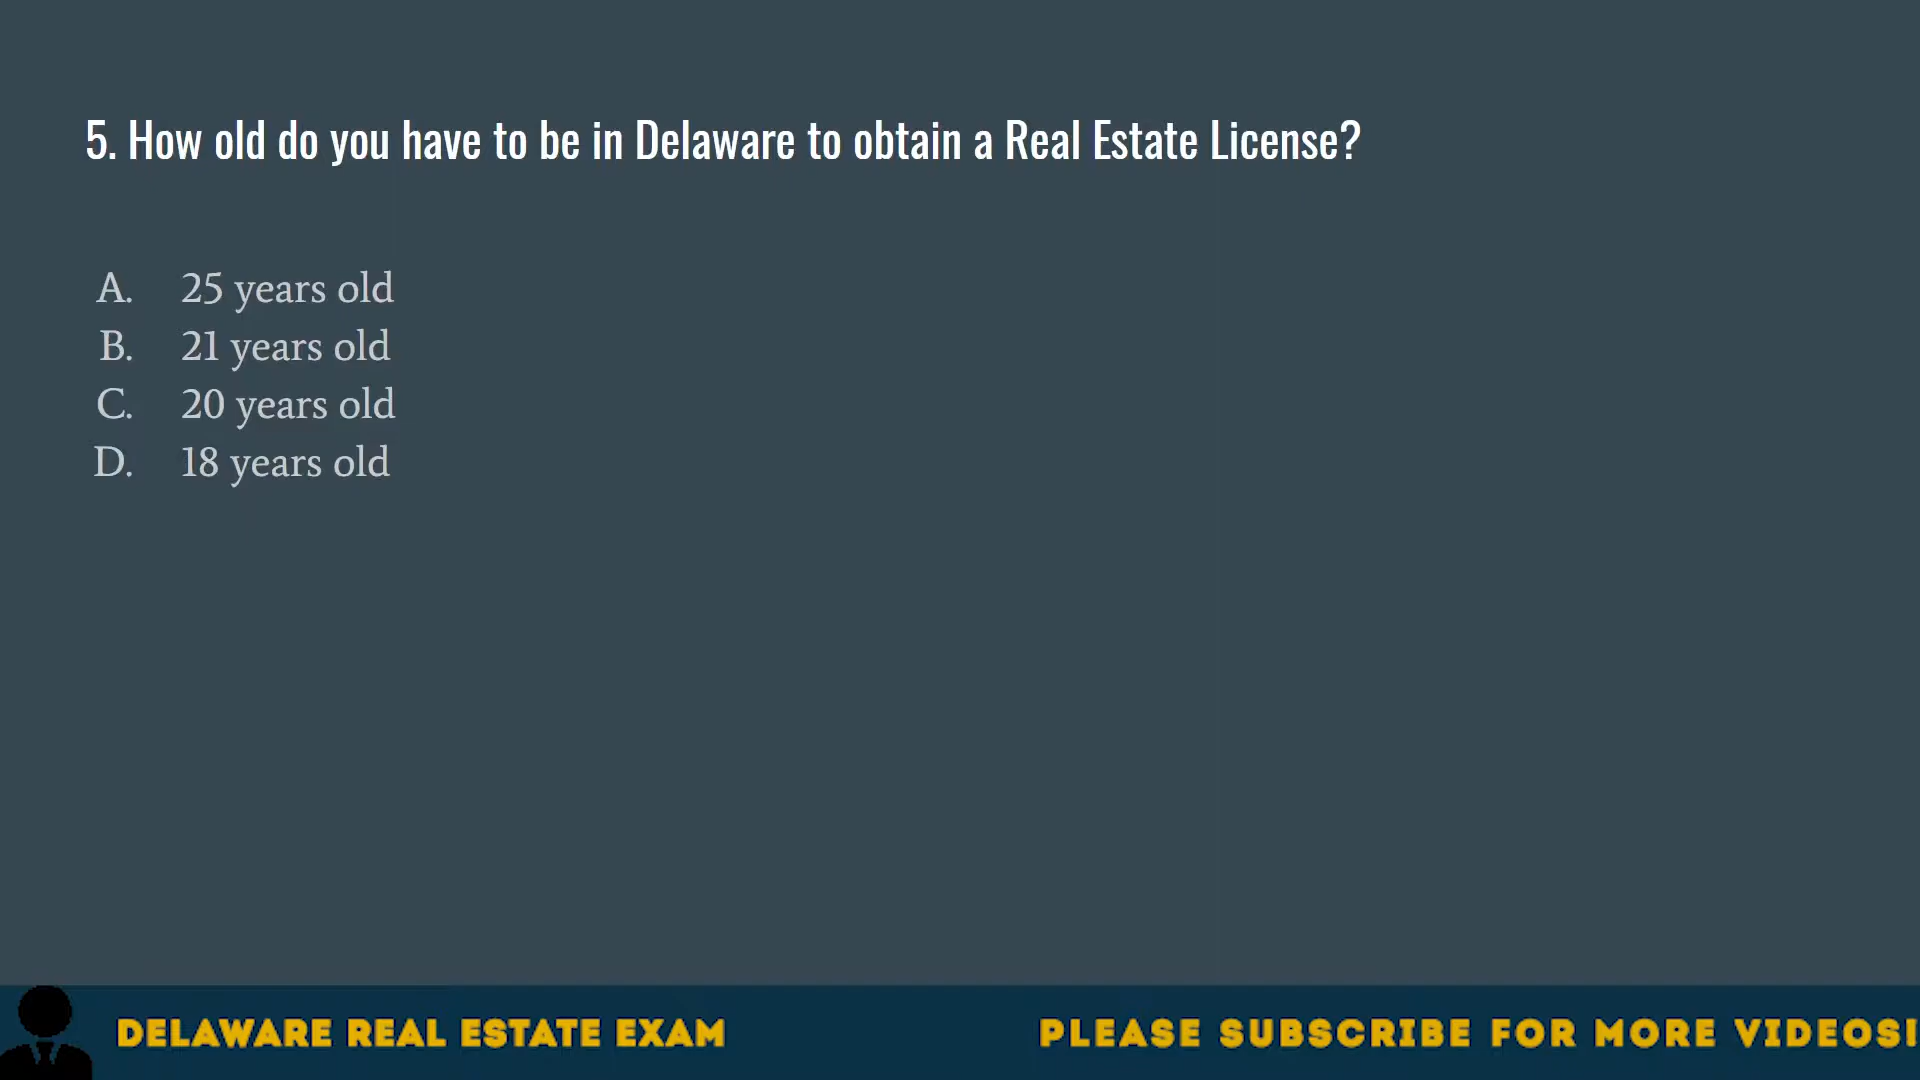 5. How old do you have to be in Delaware to obtain a Real Estate License?
A. 25 years old
B. 21 years old
C. 20 years old
D. 18 years old
DELAWARE REAL ESTATE EXAM
PLEASE SUBSCRIBE FOR MORE VIDEOS!